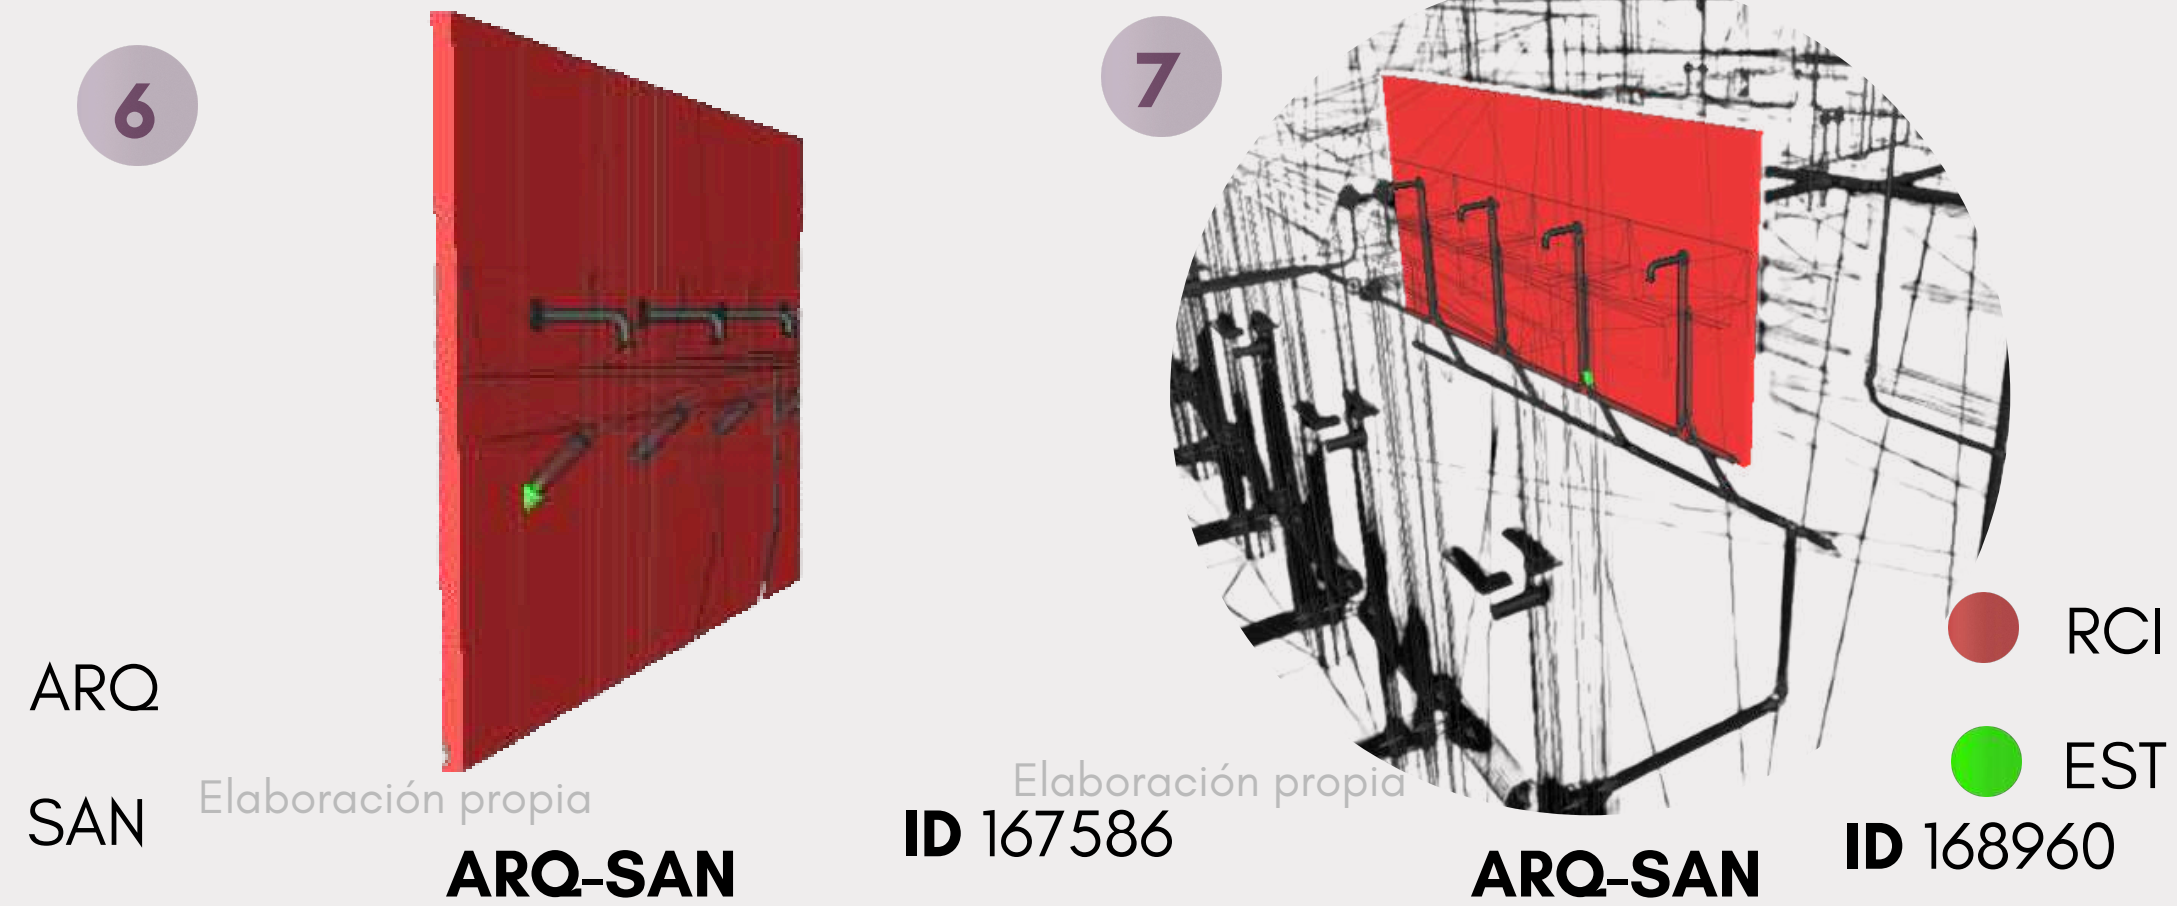 6
7
ARQ
SAN
Elaboración propia
ID 167586
ARQ-SAN
Elaboración propia
RCI
EST
ID 168960
ARQ-SAN